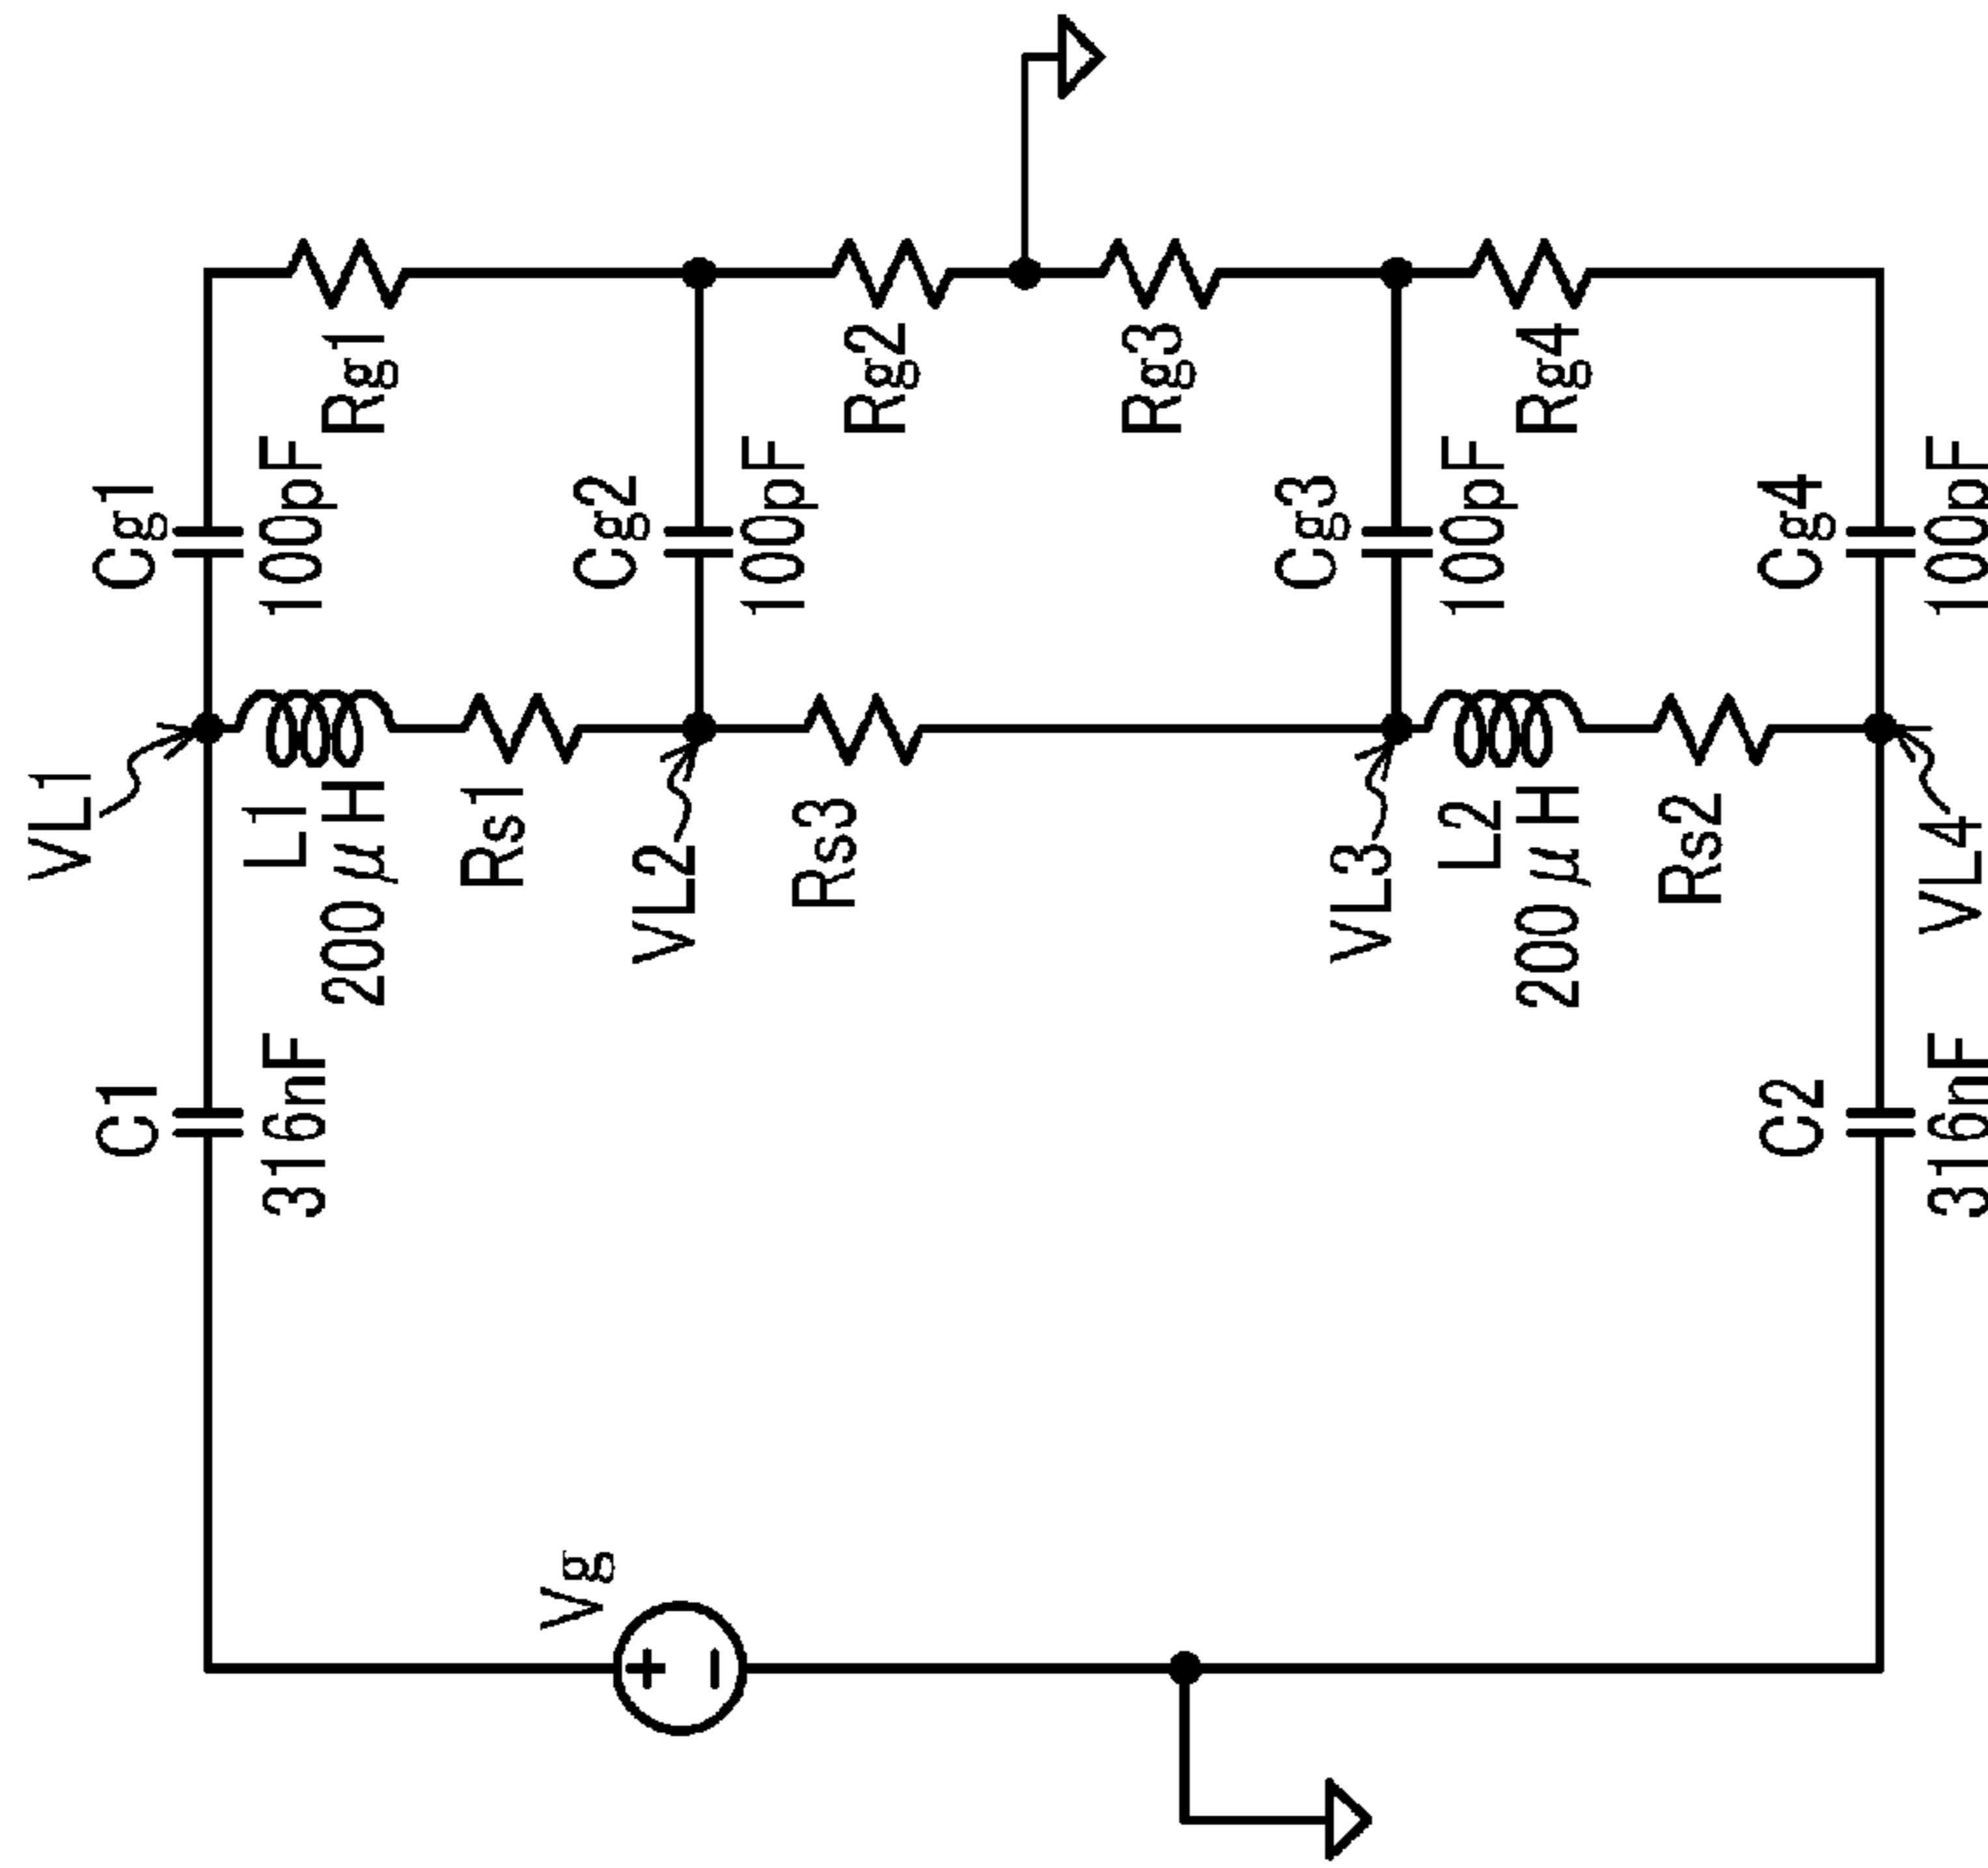 VL1
Cg1
100pF
Rg1
C1
316nF
L1
200μH
Rs1
Vg
VL2
Cg2
100pF
Rg2
Rs3
Rg3
VL3
Cg3
100pF
L2
200μH
Rg4
Rs2
C2
316nF
Cg4
100pF
VL4
+
−